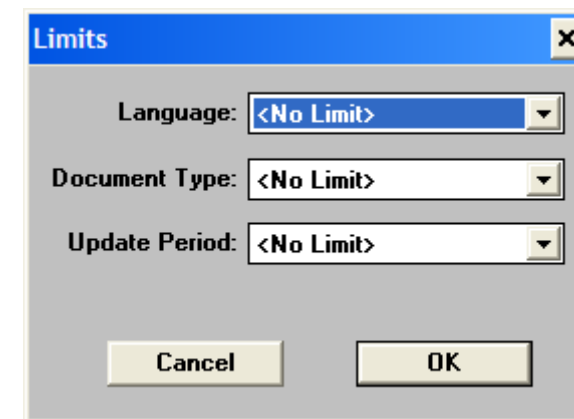 Limits
Language: <No Limit>
Document Type: <No Limit>
Update Period: <No Limit>
Cancel OK